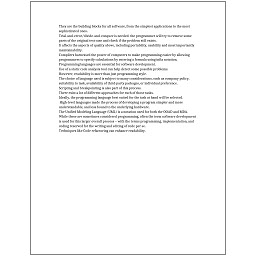 They are the building blocks for all software, from the simplest applications to the most
sophisticated ones.
Trial-and-error/divide-and-conquer is needed: the programmer will try to remove some
parts of the original test case and check if the problem still exists.
It affects the aspects of quality above, including portability, usability and most importantly
maintainability.
Compilers harnessed the power of computers to make programming easier by allowing
programmers to specify calculations by entering a formula using infix notation.
Programming languages are essential for software development.
Use of a static code analysis tool can help detect some possible problems.
However, readability is more than just programming style.
The choice of language used is subject to many considerations, such as company policy,
suitability to task, availability of third-party packages, or individual preference.
Scripting and breakpointing is also part of this process.
There exist a lot of different approaches for each of those tasks.
Ideally, the programming language best suited for the task at hand will be selected.
High-level languages made the process of developing a program simpler and more
understandable, and less bound to the underlying hardware.
The Unified Modeling Language (UML) is a notation used for both the OOAD and MDA.
While these are sometimes considered programming, often the term software development
is used for this larger overall process – with the terms programming, implementation, and
coding reserved for the writing and editing of code per se.
Techniques like Code refactoring can enhance readability.